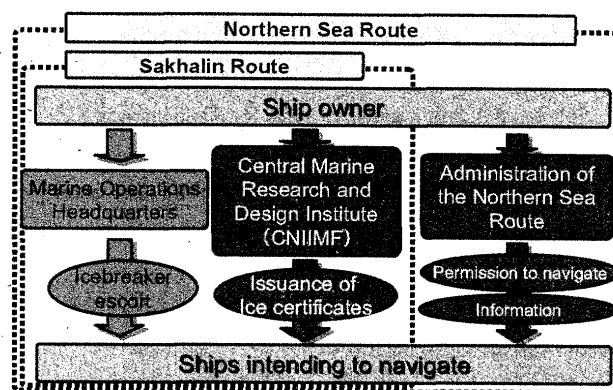 Northern Sea Route
Sakhalin Route
Ship owner
Marine Operations
Headquarters
Central Marine
Research and
Design Institute
(CNIIMF)
Administration of
the Northern Sea
Route
Icebreaker
escort
Issuance of
Ice certificates
Permission to navigate
Information
Ships intending to navigate